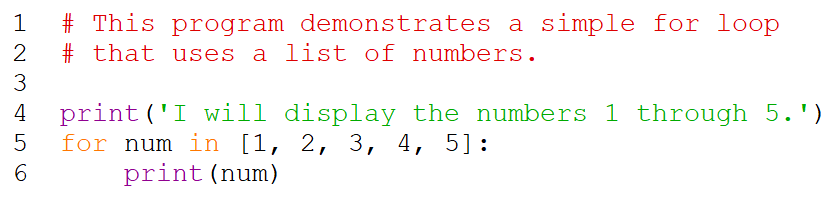 1 # This program demonstrates a simple for loop
2 # that uses a list of numbers.
3
4 print('I will display the numbers 1 through 5.')
5 for num in [1, 2, 3, 4, 5]:
6     print(num)